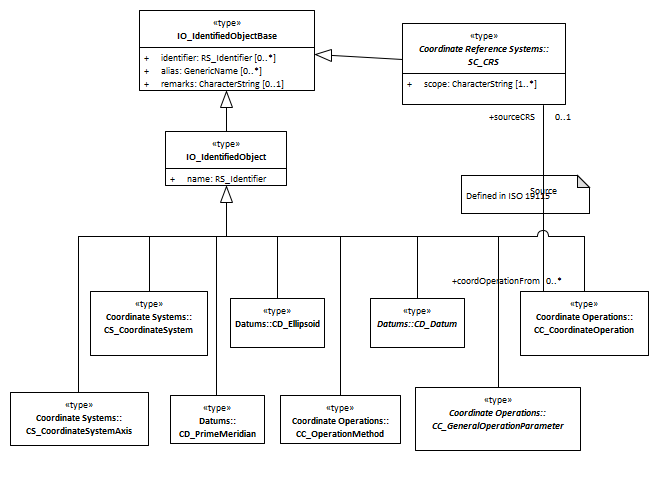 «type»
IO_IdentifiedObjectBase
+ identifier: RS_Identifier [0..*]
+ alias: GenericName [0..*]
+ remarks: CharacterString [0..1]
«type»
Coordinate Reference Systems::
SC_CRS
+ scope: CharacterString [1..*]
+sourceCRS 0..1
«type»
IO_IdentifiedObject
+ name: RS_Identifier
Source
Defined in ISO 19115
+coordOperationFrom 0..*
«type»
Coordinate Systems::
CS_CoordinateSystem
«type»
Datums::CD_Ellipsoid
«type»
Datums::CD_Datum
«type»
Coordinate Operations::
CC_CoordinateOperation
«type»
Coordinate Systems::
CS_CoordinateSystemAxis
«type»
Datums::
CD_PrimeMeridian
«type»
Coordinate Operations::
CC_OperationMethod
«type»
Coordinate Operations::
CC_GeneralOperationParameter